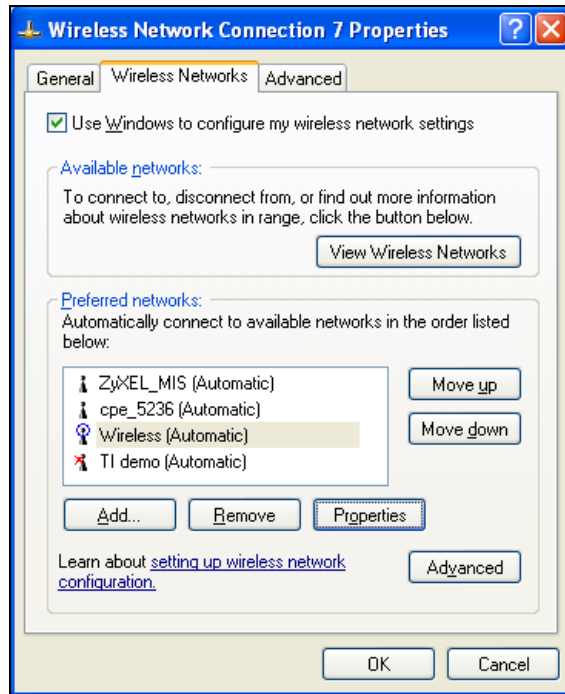 Wireless Network Connection 7 Properties
General
Wireless Networks
Advanced
Use Windows to configure my wireless network settings
Available networks:
To connect to, disconnect from, or find out more information
about wireless networks in range, click the button below.
View Wireless Networks
Preferred networks:
Automatically connect to available networks in the order listed
below:
ZyXEL_MIS (Automatic)
cpe_5236 (Automatic)
Wireless (Automatic)
TI demo (Automatic)
Move up
Move down
Add...
Remove
Properties
Learn about setting up wireless network
configuration.
Advanced
OK
Cancel